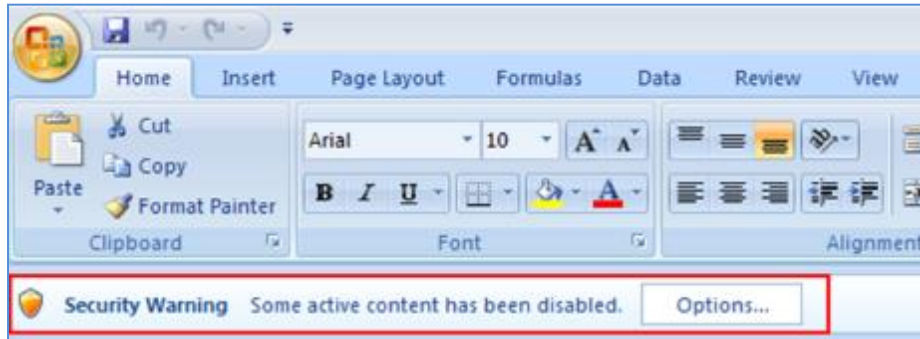 Home Insert Page Layout Formulas Data Review View
Cut
Copy
Paste
Format Painter
Clipboard
Arial 10 A A
B I U A
Font
Alignment
Security Warning Some active content has been disabled. Options...